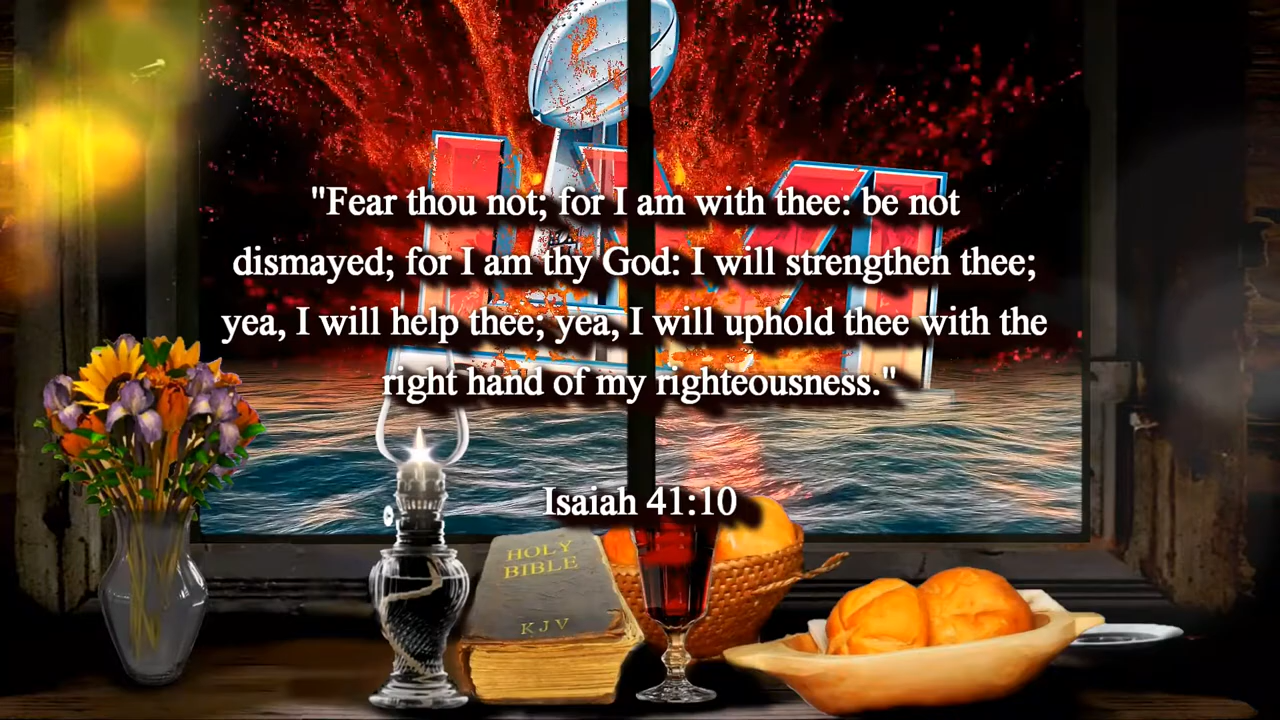 "Fear thou not; for I am with thee: be not
dismayed; for I am thy God: I will strengthen thee;
yea, I will help thee; yea, I will uphold thee with the
right hand of my righteousness."
Isaiah 41:10
HOLY
BIBLE
KJV